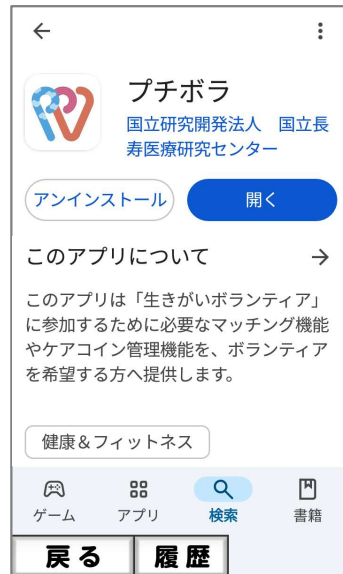 プチボラ
国立研究開発法人　国立長
寿医療研究センター
アンインストール
開く
このアプリについて
このアプリは「生きがいボランティア」
に参加するために必要なマッチング機能
やケアコイン管理機能を、ボランティア
を希望する方へ提供します。
健康＆フィットネス
ゲーム
アプリ
検索
書籍
戻る
履歴